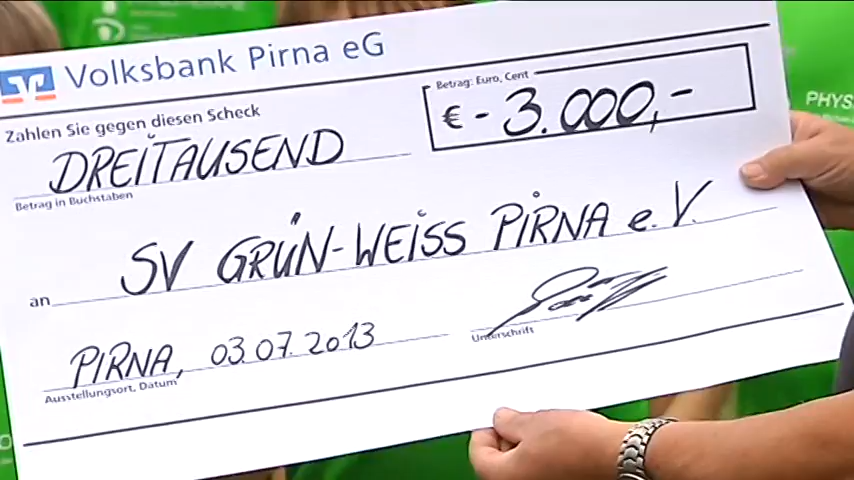 Volksbank Pirna eG
Betrag: Euro, Cent
€ - 3.000,-
Zahlen Sie gegen diesen Scheck
DREITAUSEND
Betrag in Buchstaben
an SV GRÜN-WEISS PIRNA e.V.
PIRNA, 03.07.2013
Ausstellungsort, Datum
Unterschrift
PHYS